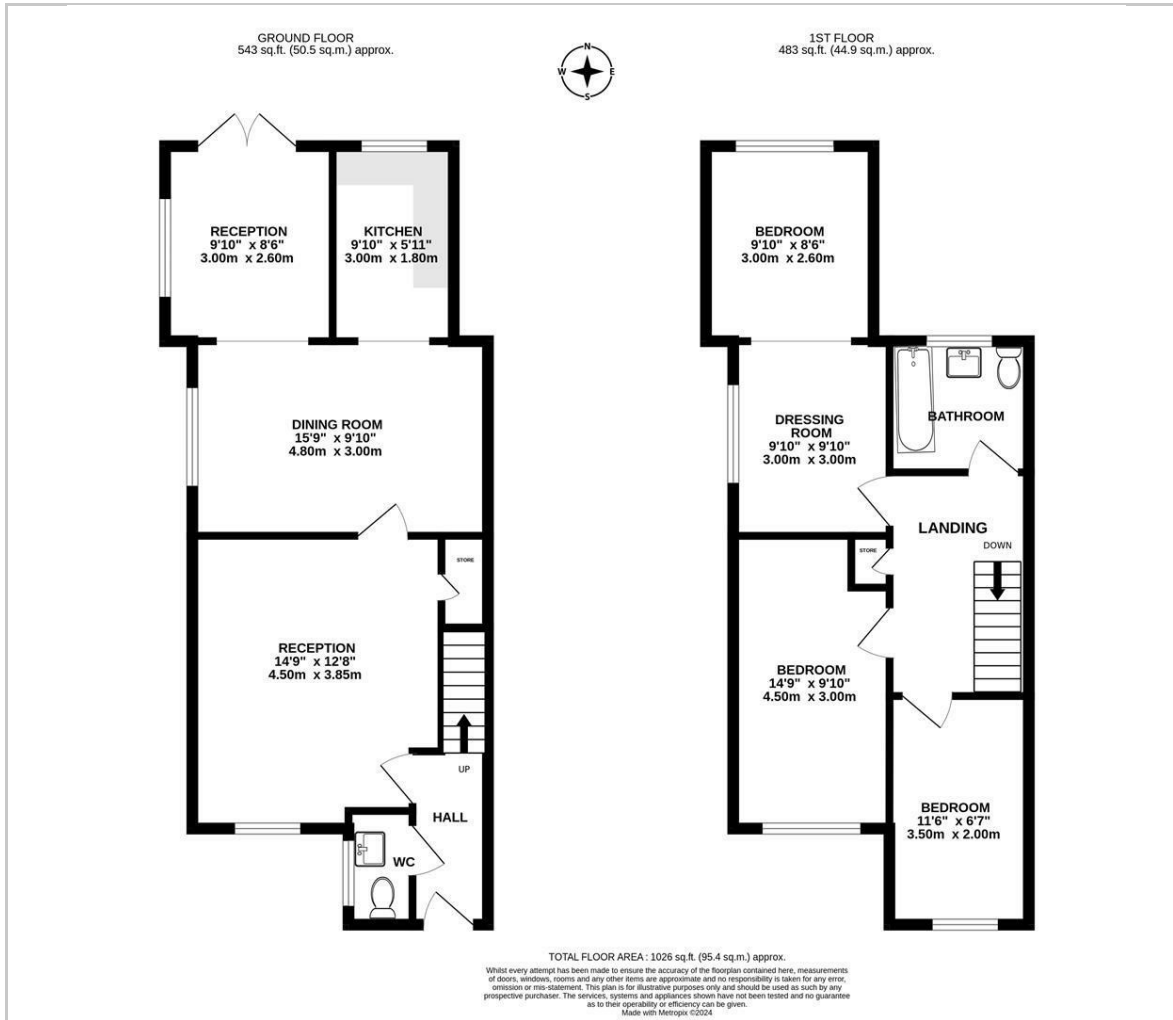 GROUND FLOOR
543 sq.ft. (50.5 sq.m.) approx.
1ST FLOOR
483 sq.ft. (44.9 sq.m.) approx.
N
W E
S
RECEPTION
9'10" x 8'6"
3.00m x 2.60m
KITCHEN
9'10" x 5'11"
3.00m x 1.80m
DINING ROOM
15'9" x 9'10"
4.80m x 3.00m
STORE
RECEPTION
14'9" x 12'8"
4.50m x 3.85m
UP
HALL
WC
BEDROOM
9'10" x 8'6"
3.00m x 2.60m
DRESSING
ROOM
9'10" x 9'10"
3.00m x 3.00m
BATHROOM
LANDING
DOWN
STORE
BEDROOM
14'9" x 9'10"
4.50m x 3.00m
BEDROOM
11'6" x 6'7"
3.50m x 2.00m
TOTAL FLOOR AREA : 1026 sq.ft. (95.4 sq.m.) approx.
Whilst every attempt has been made to ensure the accuracy of the floorplan contained here, measurements
of doors, windows, rooms and any other items are approximate and no responsibility is taken for any error,
omission or mis-statement. This plan is for illustrative purposes only and should be used as such by any
prospective purchaser. The services, systems and appliances shown have not been tested and no guarantee
as to their operability or efficiency can be given.
Made with Metropix ©2024